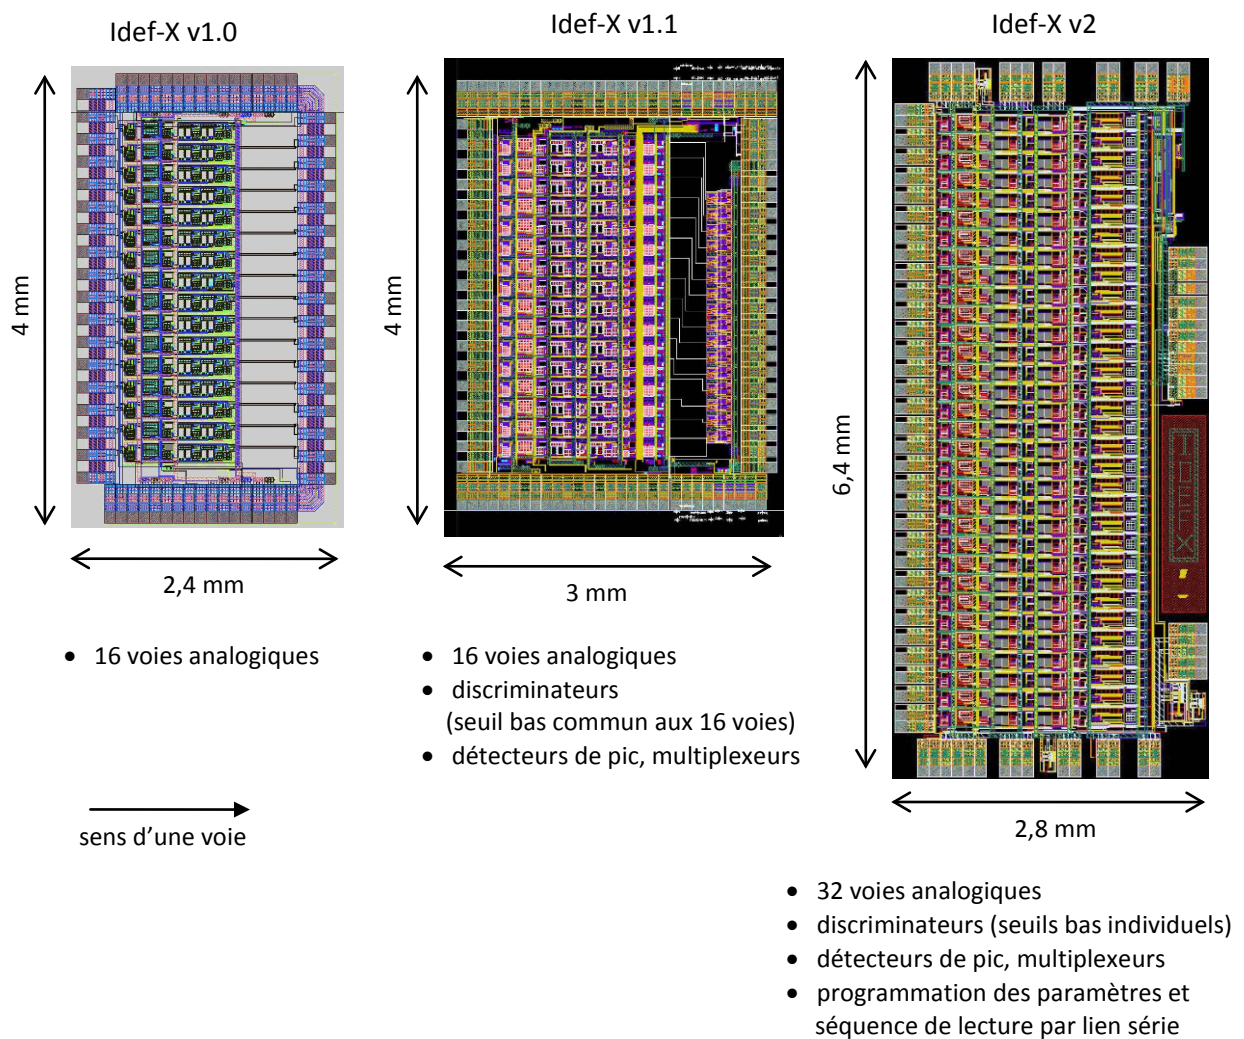 Idef-X v1.0
4 mm
2,4 mm
• 16 voies analogiques
sens d’une voie
Idef-X v1.1
4 mm
3 mm
• 16 voies analogiques
• discriminateurs
(seuil bas commun aux 16 voies)
• détecteurs de pic, multiplexeurs
Idef-X v2
6,4 mm
IDEFX
2,8 mm
• 32 voies analogiques
• discriminateurs (seuils bas individuels)
• détecteurs de pic, multiplexeurs
• programmation des paramètres et
séquence de lecture par lien série